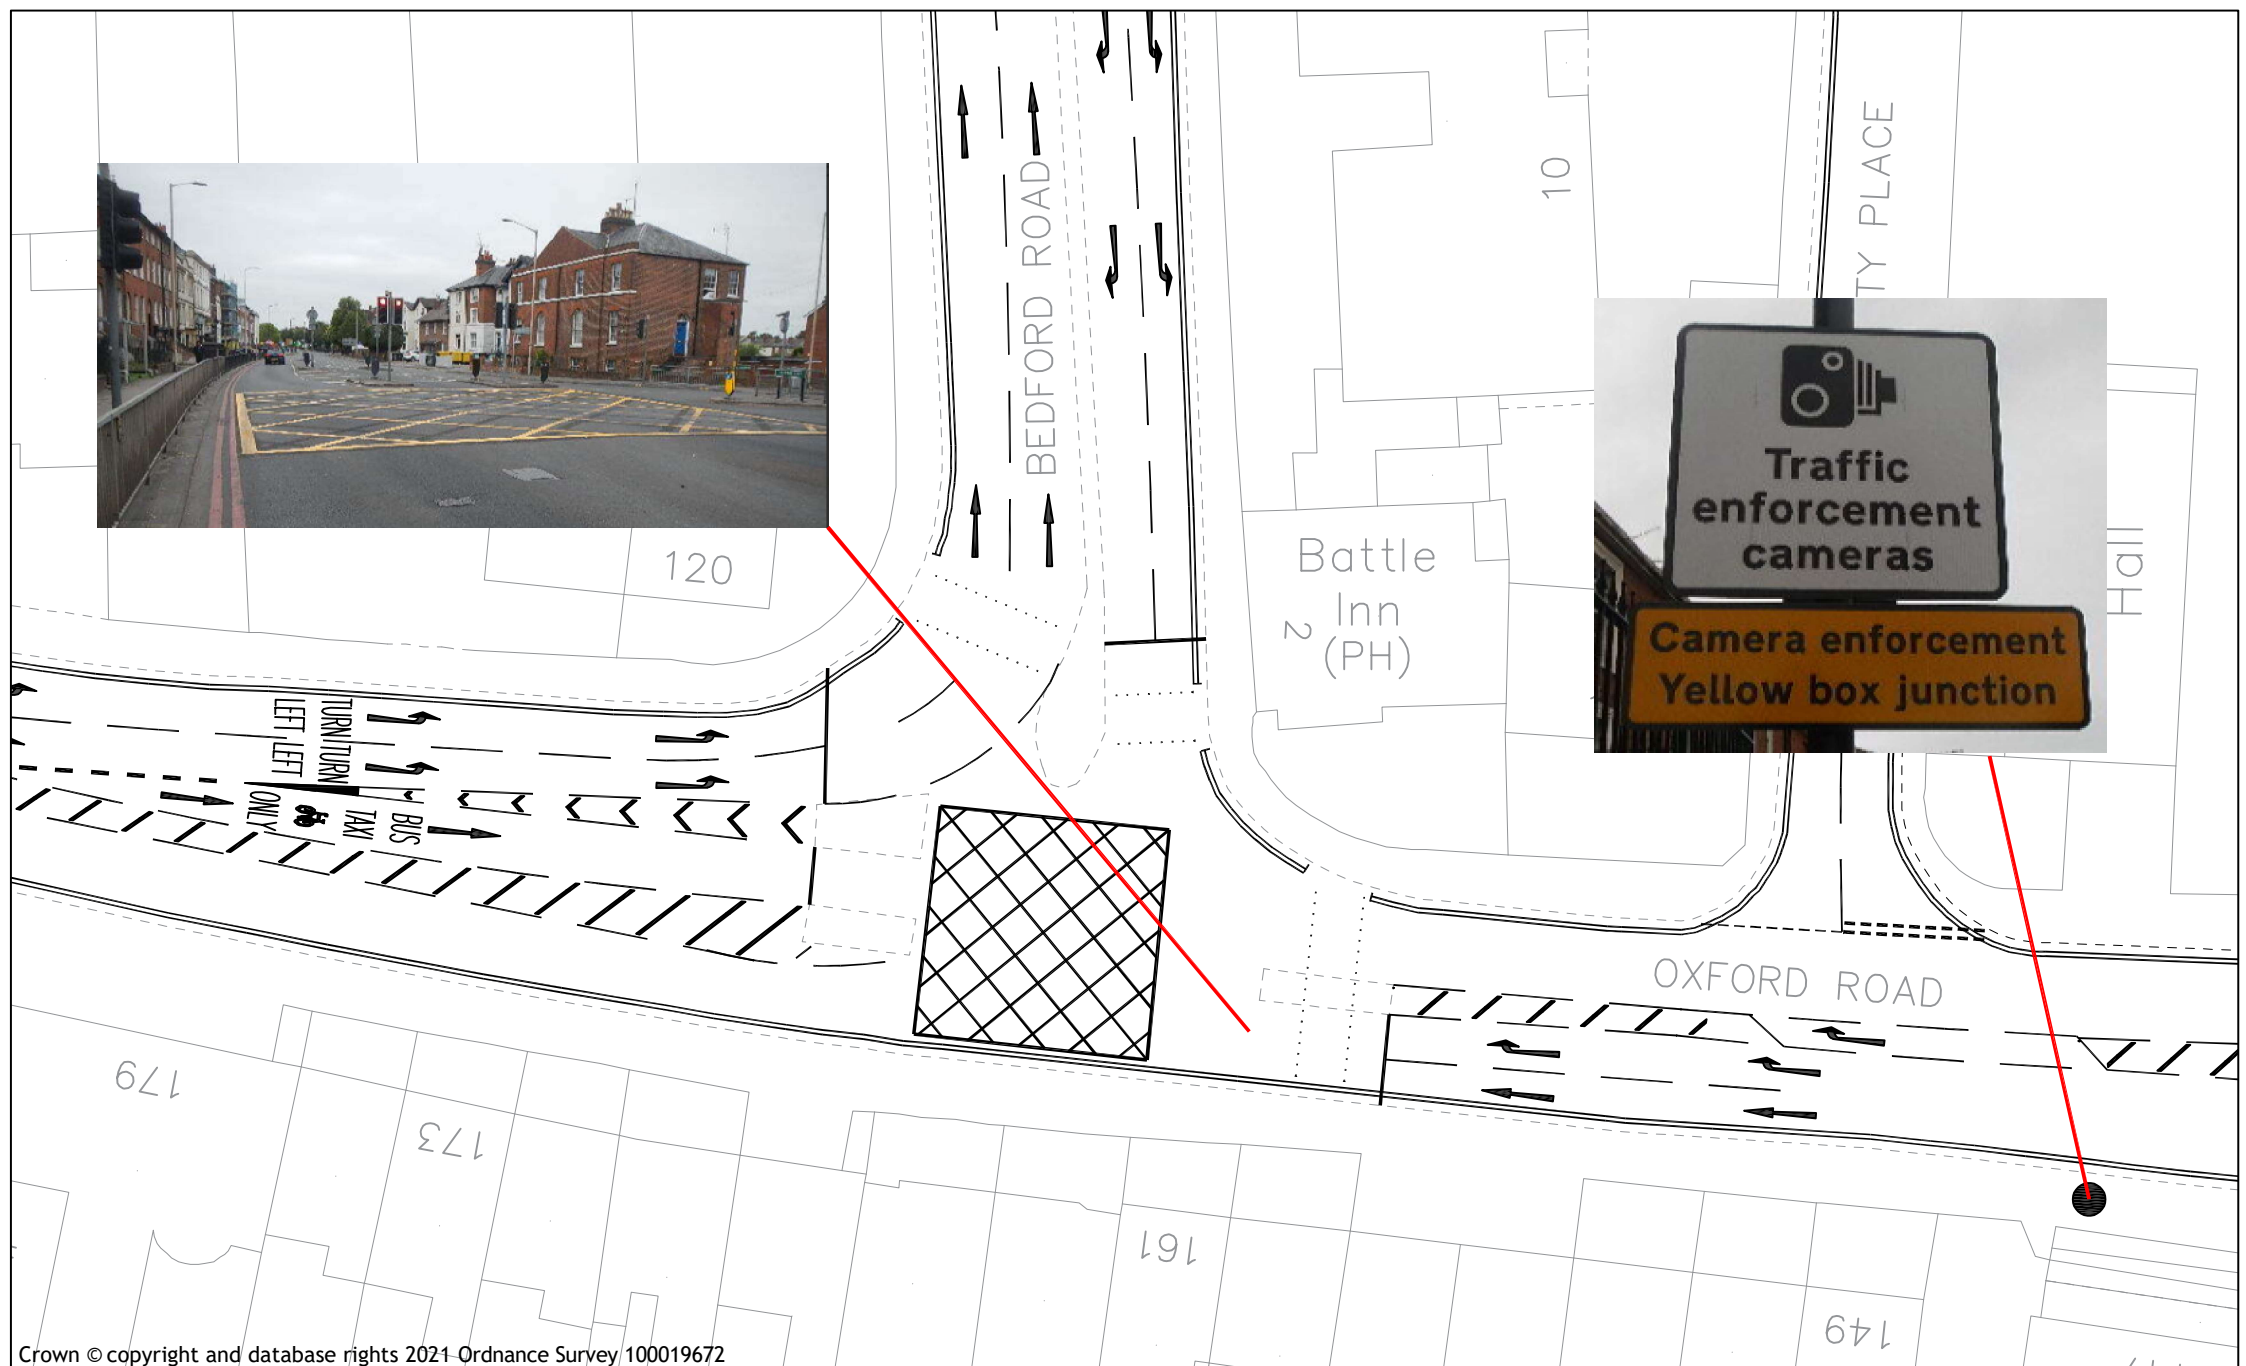 BEDFORD ROAD
10
TY PLACE
Traffic
enforcement
cameras
Camera enforcement
Yellow box junction
Hall
120
Battle
Inn
(PH)
2
TURN TURN
LEFT LEFT
BUS
TAXI
ONLY
OXFORD ROAD
179
173
161
149
Crown © copyright and database rights 2021 Ordnance Survey 100019672